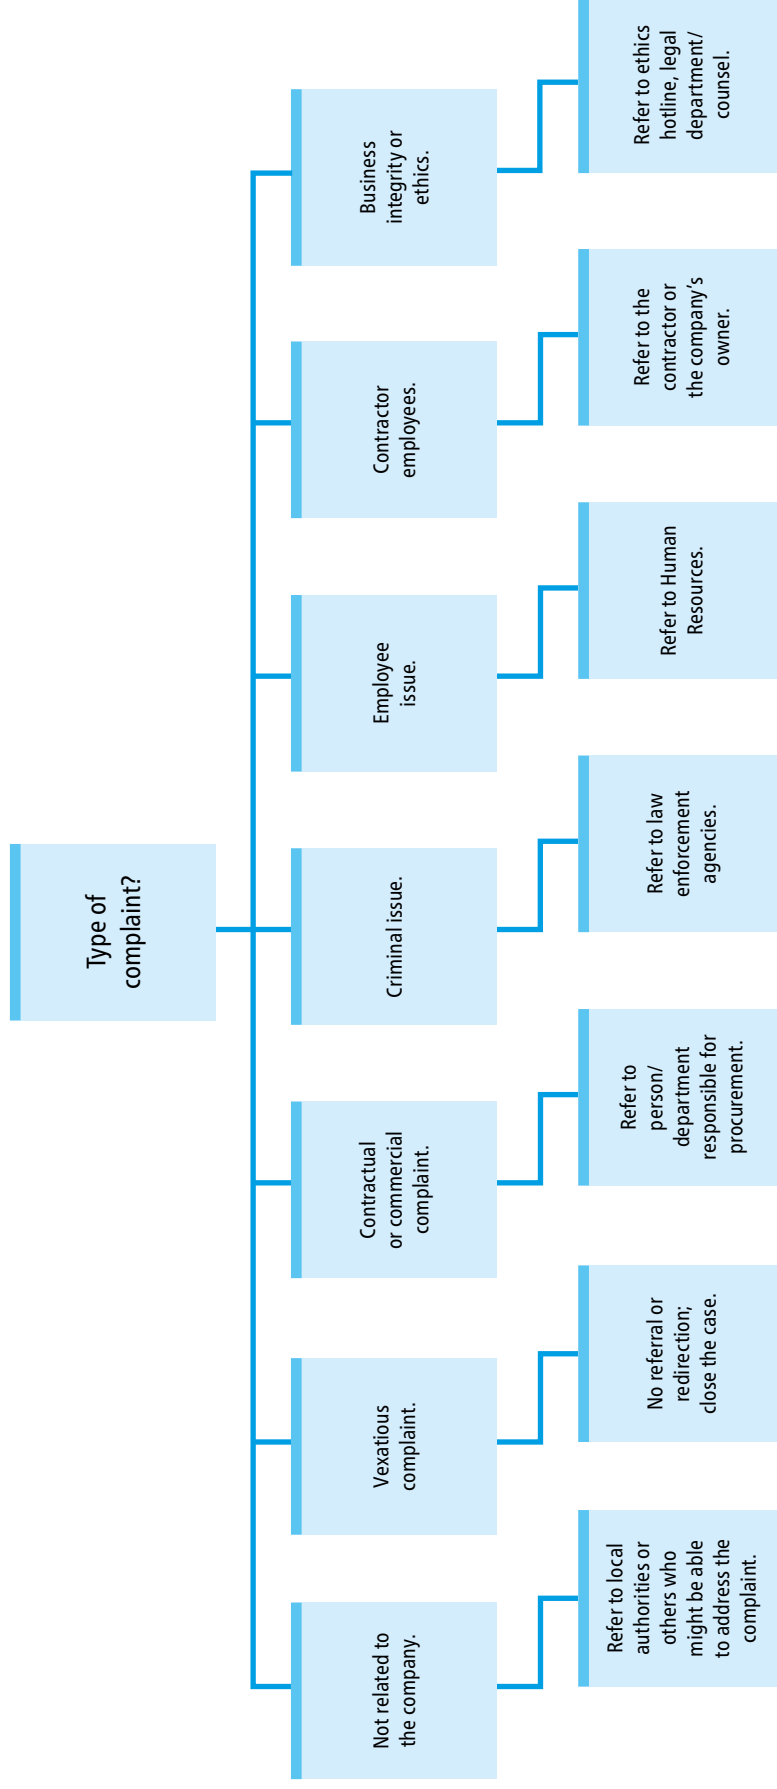 Type of
complaint?
Not related to
the company.
Vexatious
complaint.
Contractual
or commercial
complaint.
Criminal issue.
Employee
issue.
Contractor
employees.
Business
integrity or
ethics.
Refer to local
authorities or
others who
might be able
to address the
complaint.
No referral or
redirection;
close the case.
Refer to
person/
department
responsible for
procurement.
Refer to law
enforcement
agencies.
Refer to Human
Resources.
Refer to the
contractor or
the company’s
owner.
Refer to ethics
hotline, legal
department/
counsel.